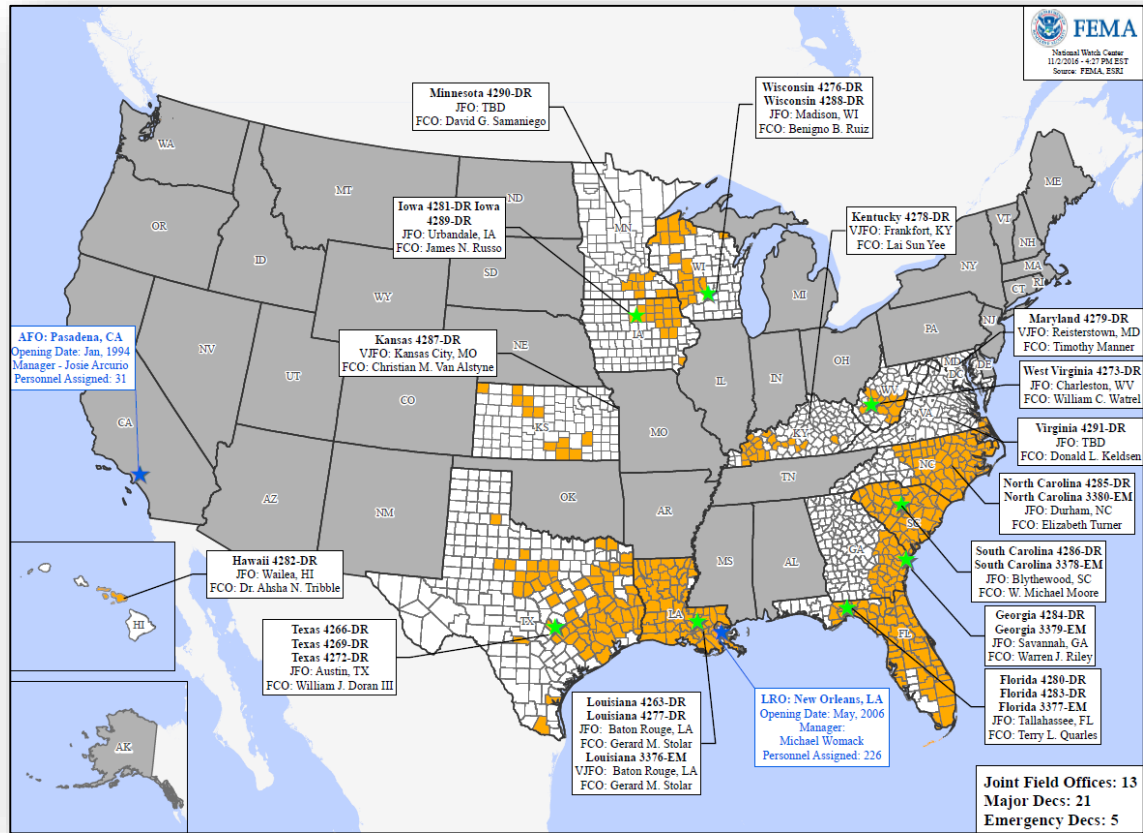 FEMA
National Watch Center
11/2/2016 - 4:27 PM EST
Source: FEMA, ESRI
Minnesota 4290-DR
JFO: TBD
FCO: David G. Samaniego
Wisconsin 4276-DR
Wisconsin 4288-DR
JFO: Madison, WI
FCO: Benigno B. Ruiz
Iowa 4281-DR Iowa
4289-DR
JFO: Urbandale, IA
FCO: James N. Russo
Kentucky 4278-DR
VJFO: Frankfort, KY
FCO: Lai Sun Yee
Kansas 4287-DR
VJFO: Kansas City, MO
FCO: Christian M. Van Alstyne
Maryland 4279-DR
VJFO: Reisterstown, MD
FCO: Timothy Manner
AFO: Pasadena, CA
Opening Date: Jan, 1994
Manager - Josie Arcurio
Personnel Assigned: 31
West Virginia 4273-DR
JFO: Charleston, WV
FCO: William C. Watrel
Virginia 4291-DR
JFO: TBD
FCO: Donald L. Keldsen
North Carolina 4285-DR
North Carolina 3380-EM
JFO: Durham, NC
FCO: Elizabeth Turner
South Carolina 4286-DR
South Carolina 3378-EM
JFO: Blythewood, SC
FCO: W. Michael Moore
Hawaii 4282-DR
JFO: Wailea, HI
FCO: Dr. Ahsha N. Tribble
Georgia 4284-DR
Georgia 3379-EM
JFO: Savannah, GA
FCO: Warren J. Riley
Texas 4266-DR
Texas 4269-DR
Texas 4272-DR
JFO: Austin, TX
FCO: William J. Doran III
Florida 4280-DR
Florida 4283-DR
Florida 3377-EM
JFO: Tallahassee, FL
FCO: Terry L. Quarles
Louisiana 4263-DR
Louisiana 4277-DR
JFO: Baton Rouge, LA
FCO: Gerard M. Stolar
Louisiana 3376-EM
VJFO: Baton Rouge, LA
FCO: Gerard M. Stolar
LRO: New Orleans, LA
Opening Date: May, 2006
Manager:
Michael Womack
Personnel Assigned: 226
Joint Field Offices: 13
Major Decs: 21
Emergency Decs: 5
WA
MT
ND
MN
ME
OR
ID
SD
WI
VT
NH
NY
MA
CT
RI
WY
MI
IA
PA
NJ
NV
NE
OH
MD
DE
DC
UT
IL
IN
WV
VA
CA
CO
KS
MO
KY
AZ
NM
OK
TN
NC
AR
SC
MS
AL
GA
TX
LA
FL
HI
AK